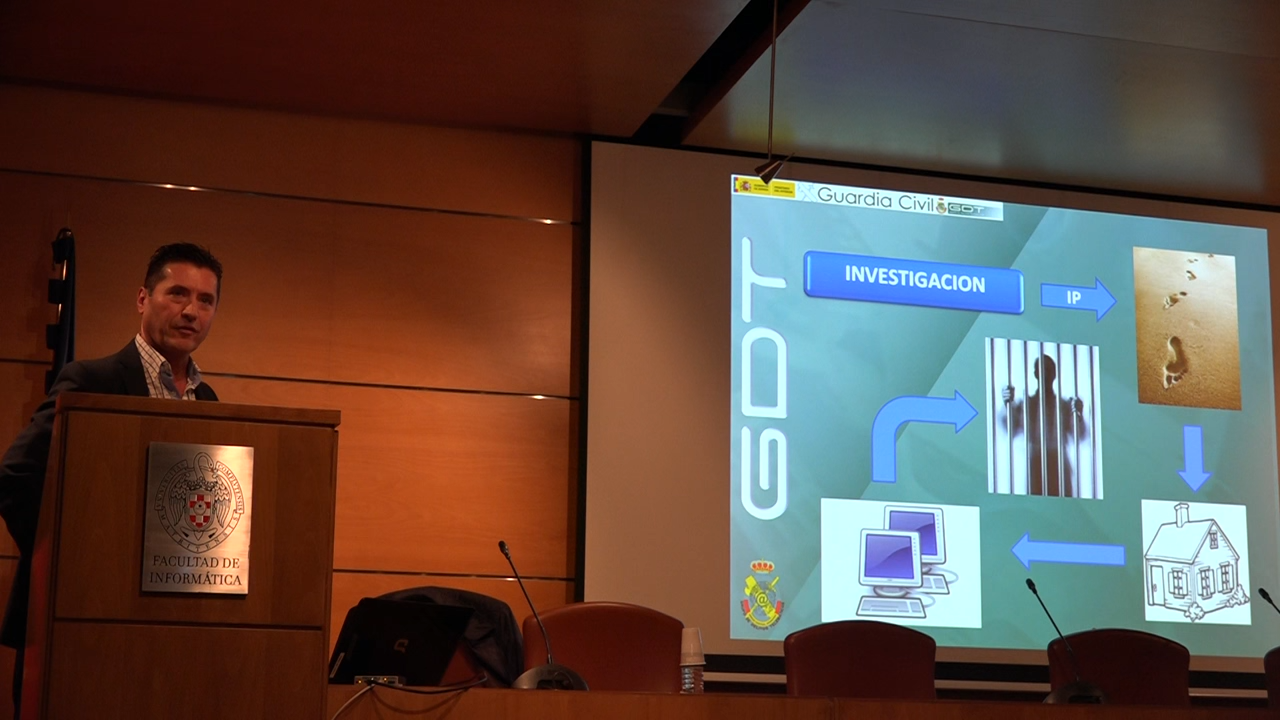 Guardia Civil GDT
INVESTIGACION
IP
GDT
FACULTAD DE
INFORMÁTICA